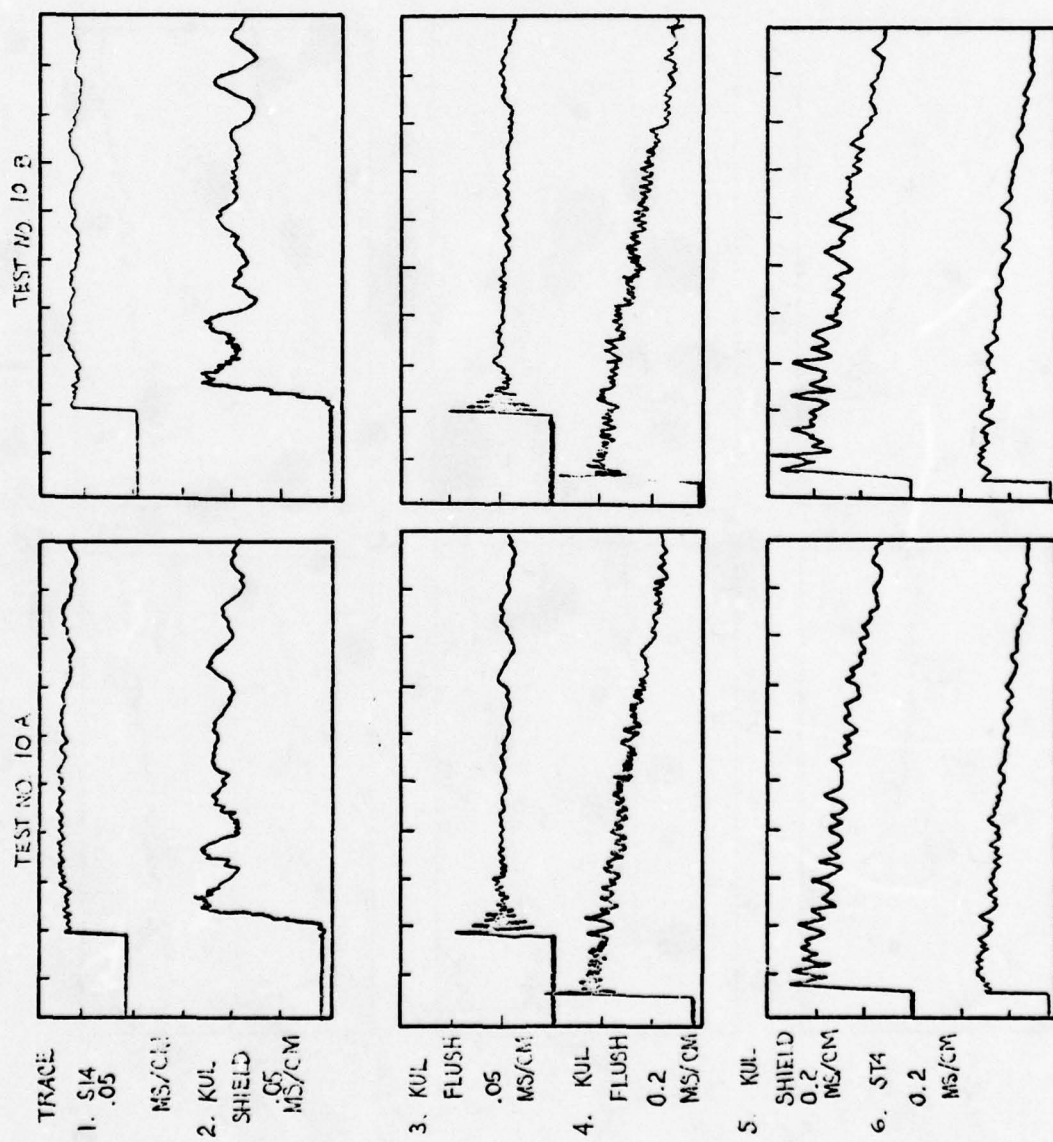 TEST NO. 10 A
TEST NO. 10 B
TRACE
1. S14
.05
MS/CM
2. KUL
SHIELD
.05
MS/CM
3. KUL
FLUSH
.05
MS/CM
4. KUL
FLUSH
0.2
MS/CM
5. KUL
SHIELD
0.2
MS/CM
6. ST4
0.2
MS/CM